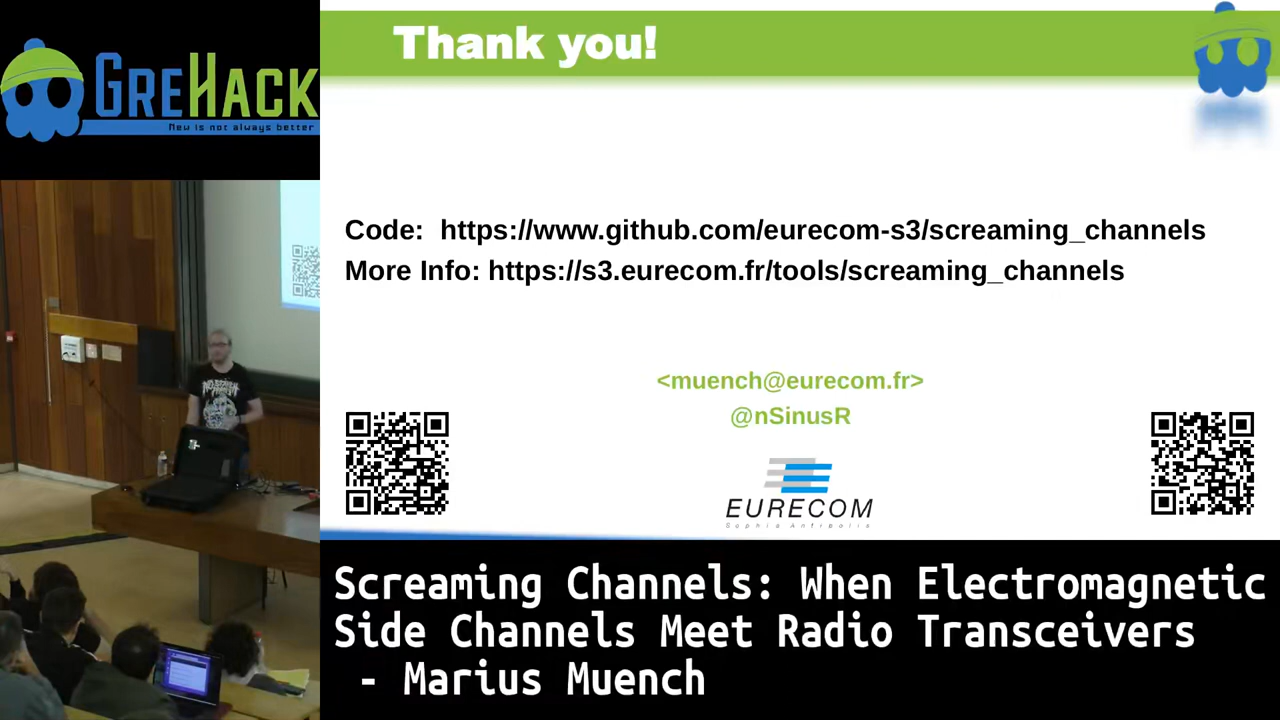 GREHACK
New is not always better
Thank you!
Code: https://www.github.com/eurecom-s3/screaming_channels
More Info: https://s3.eurecom.fr/tools/screaming_channels
<muench@eurecom.fr>
@nSinusR
EURECOM
Sophia Antipolis
Screaming Channels: When Electromagnetic
Side Channels Meet Radio Transceivers
- Marius Muench